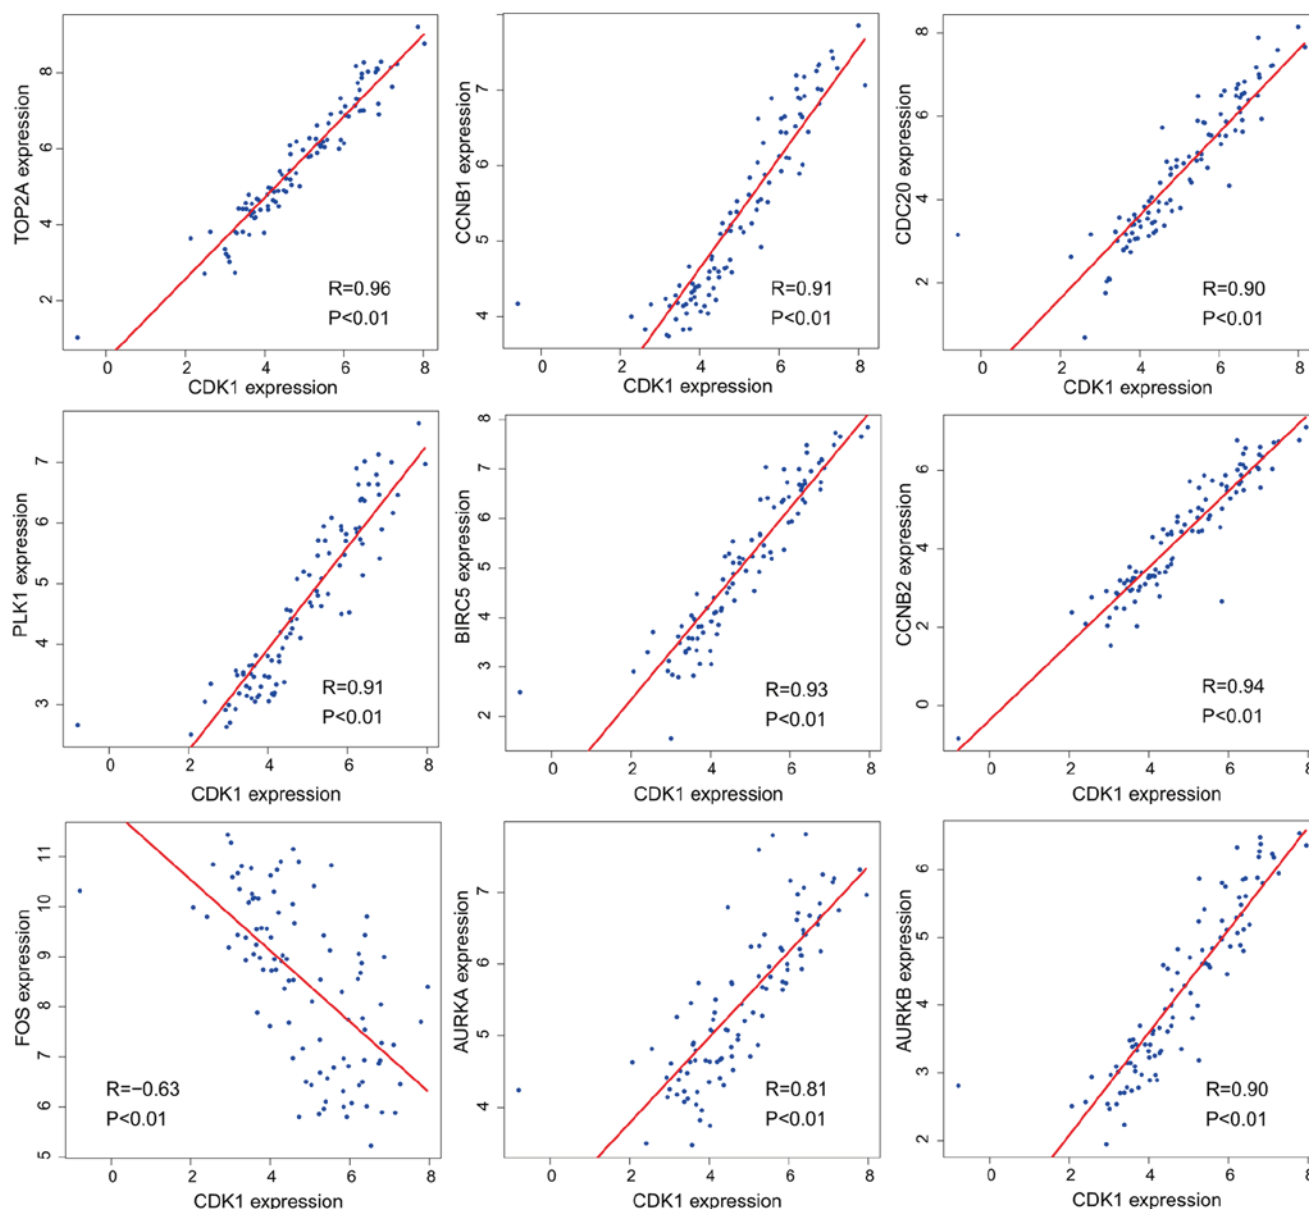 TOP2A expression
8
6
4
2
R=0.96
P<0.01
0 2 4 6 8
CDK1 expression
CCNB1 expression
7
6
5
4
R=0.91
P<0.01
0 2 4 6 8
CDK1 expression
CDC20 expression
8
6
4
2
R=0.90
P<0.01
0 2 4 6 8
CDK1 expression
PLK1 expression
7
6
5
4
3
R=0.91
P<0.01
0 2 4 6 8
CDK1 expression
BIRC5 expression
8
7
6
5
4
3
2
R=0.93
P<0.01
0 2 4 6 8
CDK1 expression
CCNB2 expression
6
4
2
0
R=0.94
P<0.01
0 2 4 6 8
CDK1 expression
FOS expression
11
10
9
8
7
6
5
R=−0.63
P<0.01
0 2 4 6 8
CDK1 expression
AURKA expression
7
6
5
4
R=0.81
P<0.01
0 2 4 6 8
CDK1 expression
AURKB expression
6
5
4
3
2
R=0.90
P<0.01
0 2 4 6 8
CDK1 expression